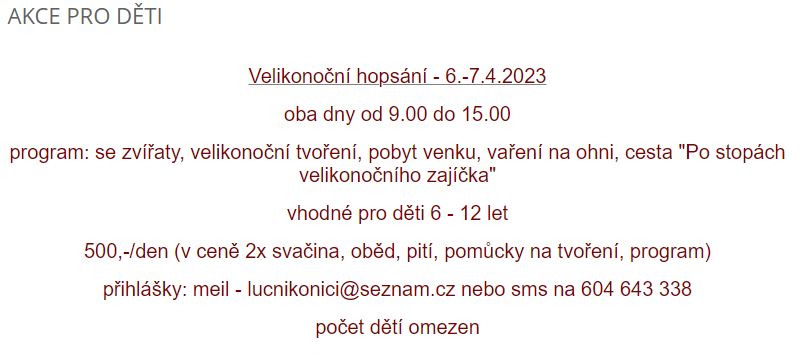 AKCE PRO DĚTI
Velikonoční hopsání - 6.-7.4.2023
oba dny od 9.00 do 15.00
program: se zvířaty, velikonoční tvoření, pobyt venku, vaření na ohni, cesta "Po stopách
velikonočního zajíčka"
vhodné pro děti 6 - 12 let
500,-/den (v ceně 2x svačina, oběd, pití, pomůcky na tvoření, program)
přihlášky: meil - lucnikonici@seznam.cz nebo sms na 604 643 338
počet dětí omezen